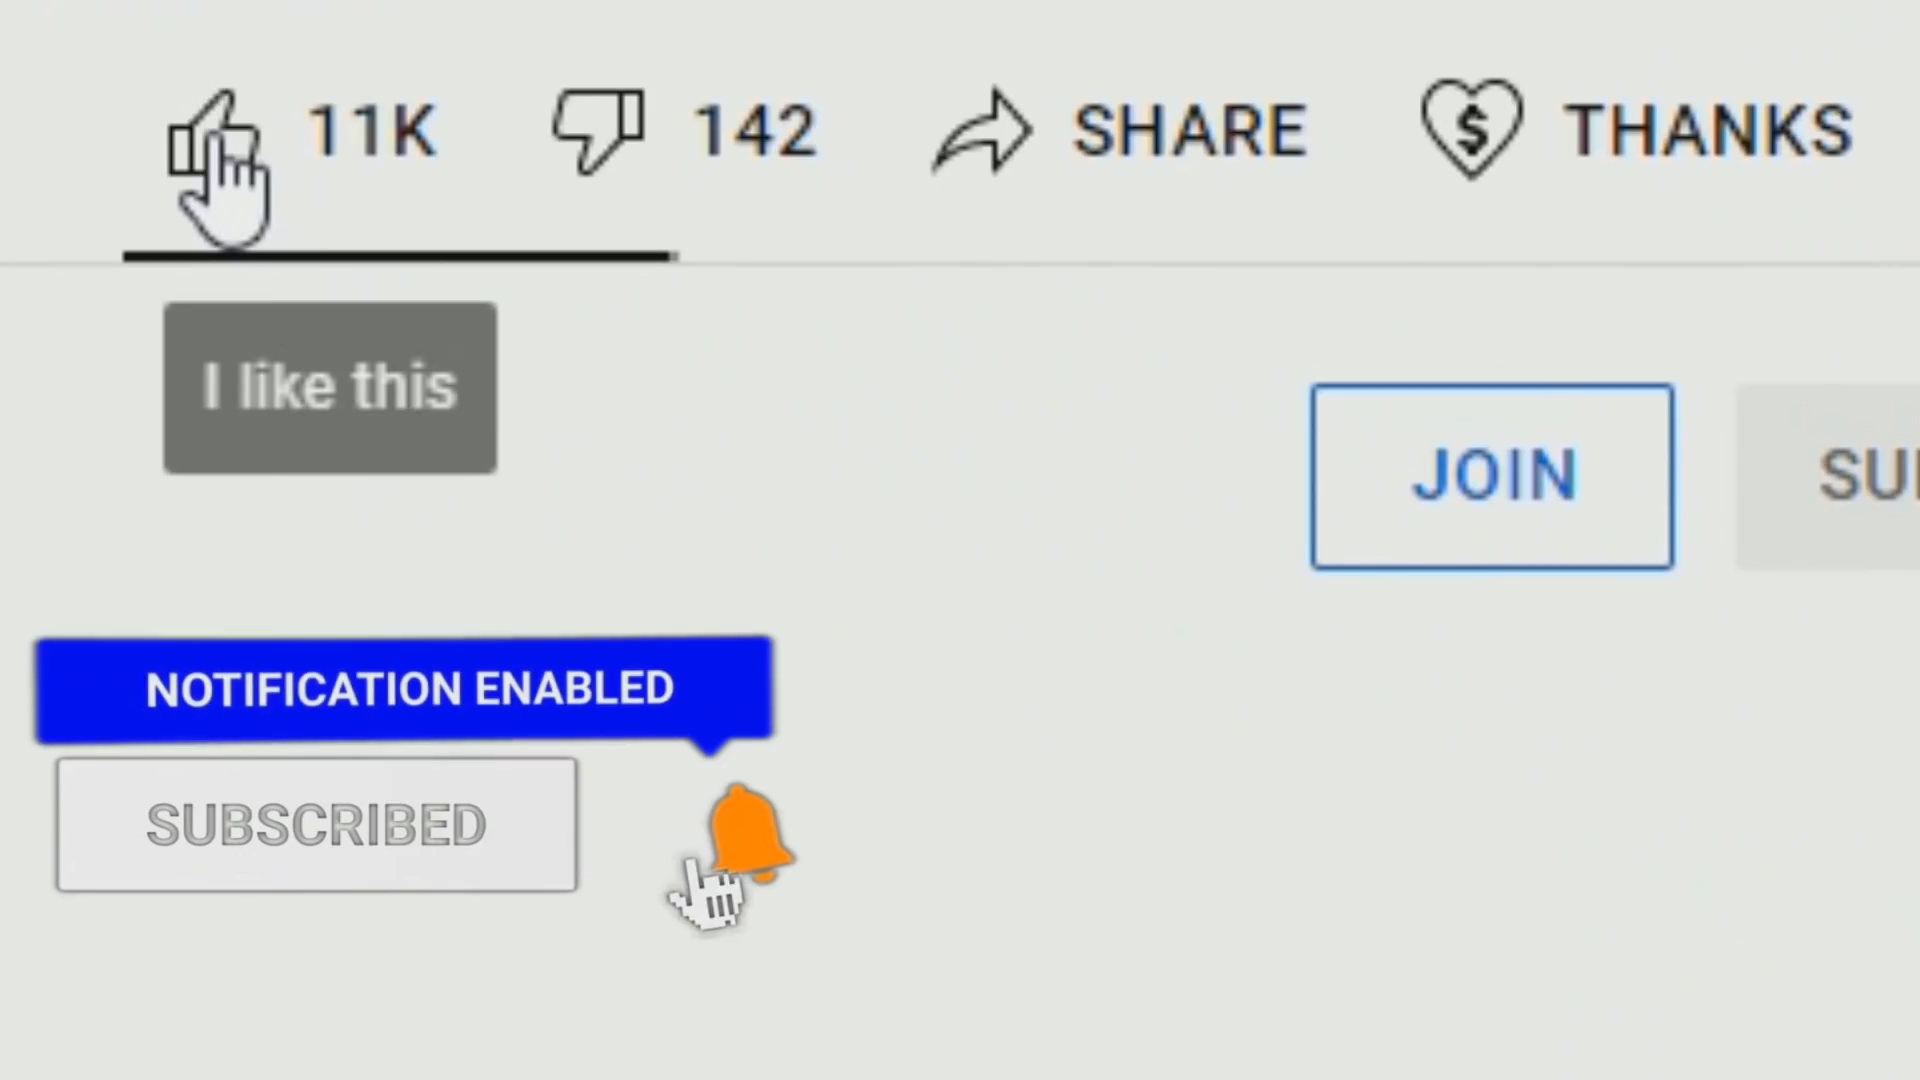 11K 142 SHARE THANKS
I like this
JOIN
NOTIFICATION ENABLED
SUBSCRIBED